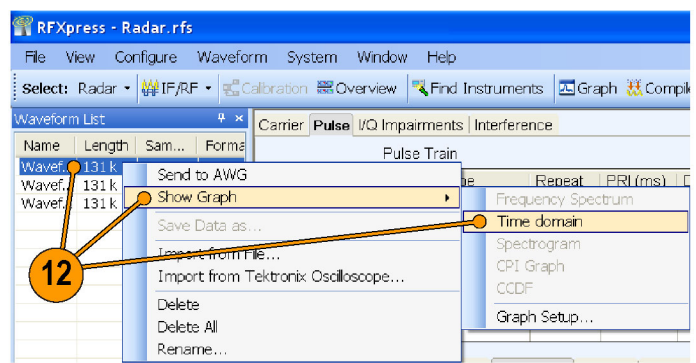 RFXpress - Radar.rfs
File View Configure Waveform System Window Help
Select: Radar IF/RF Calibration Overview Find Instruments Graph Compile
Waveform List
Carrier Pulse I/Q Impairments Interference
Name Length Sam... Forma
Pulse Train
Wavef... 131 k
Wavef... 131 k
Wavef... 131 k
Send to AWG
Show Graph
Save Data as...
Import from File...
Import from Tektronix Oscilloscope...
Delete
Delete All
Rename...
pe Repeat PRI (ms) D
Frequency Spectrum
Time domain
Spectrogram
CPI Graph
CCDF
Graph Setup...
12